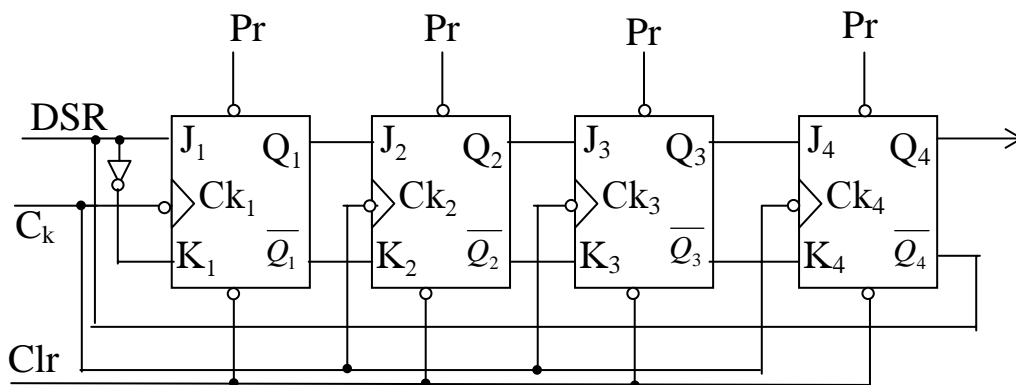 Pr Pr Pr Pr
DSR J₁ Q₁ J₂ Q₂ J₃ Q₃ J₄ Q₄
Ck₁ Ck₂ Ck₃ Ck₄
Cₖ
K₁ Q̅₁ K₂ Q̅₂ K₃ Q̅₃ K₄ Q̅₄
Clr